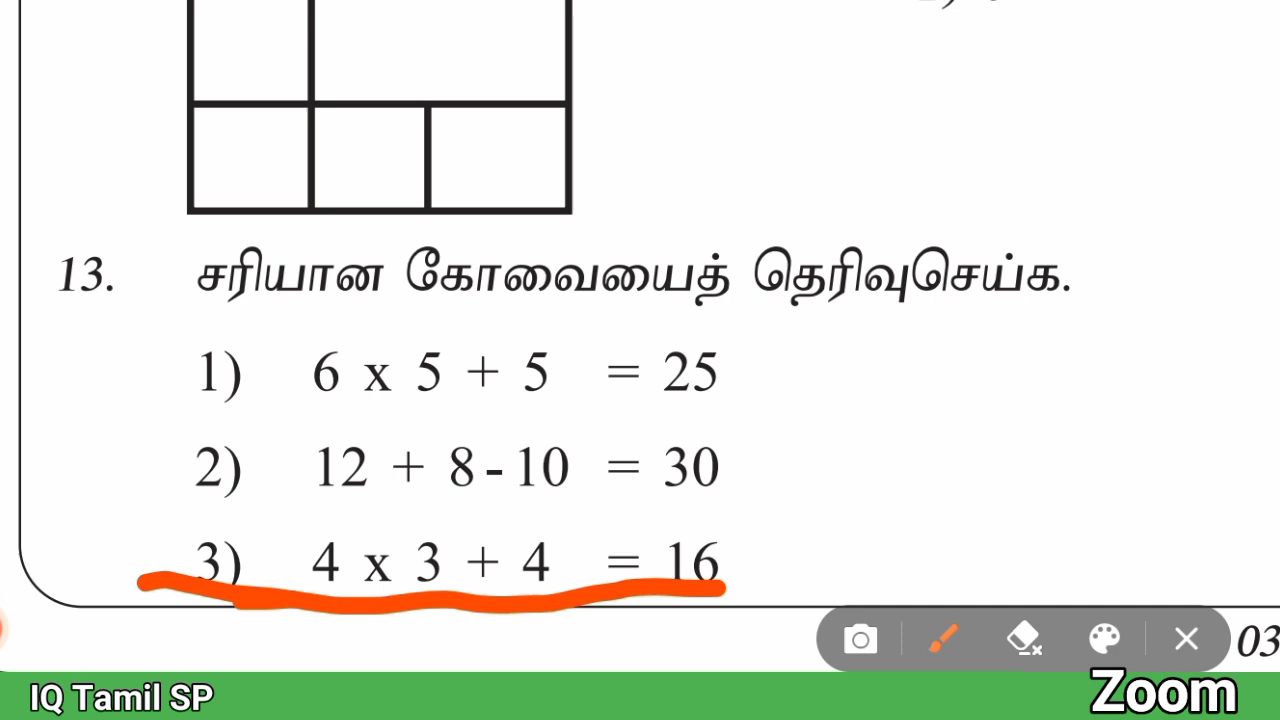 13. சரியான கோவையைத் தெரிவுசெய்க.
1) 6 x 5 + 5 = 25
2) 12 + 8 - 10 = 30
3) 4 x 3 + 4 = 16
03
IQ Tamil SP
Zoom